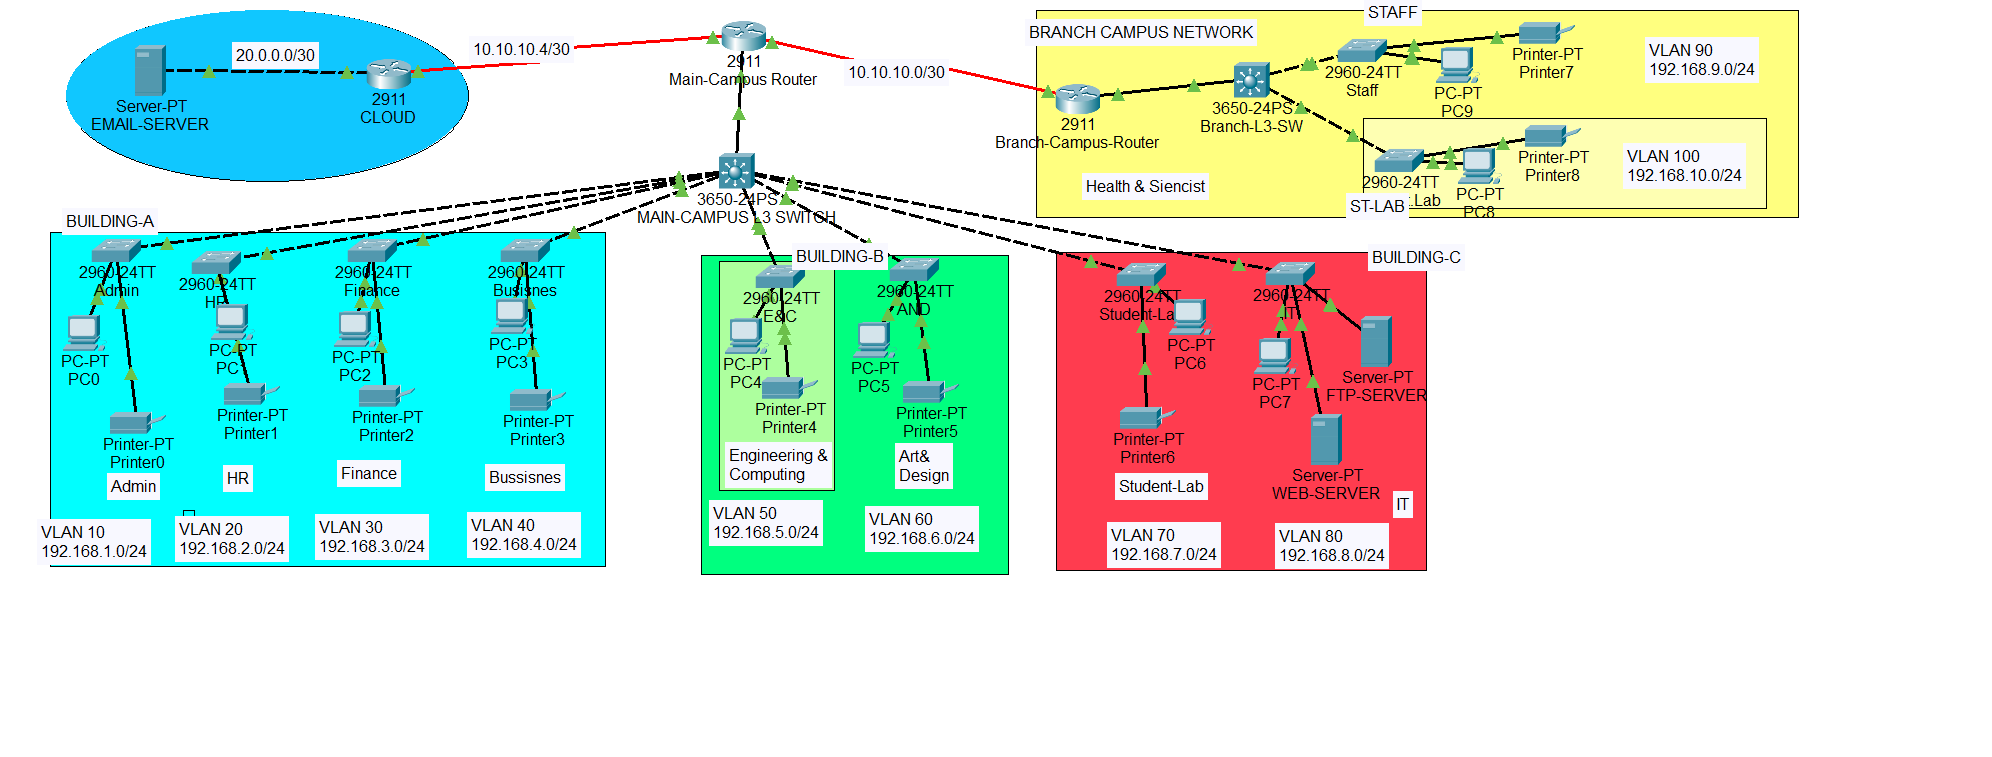 20.0.0.0/30
Server-PT
EMAIL-SERVER
2911
CLOUD
10.10.10.4/30
2911
Main-Campus Router
10.10.10.0/30
3650-24PS
MAIN-CAMPUS L3 SWITCH
BRANCH CAMPUS NETWORK
STAFF
2911
Branch-Campus-Router
3650-24PS
Branch-L3-SW
2960-24TT
Staff
PC-PT
PC9
Printer-PT
Printer7
VLAN 90
192.168.9.0/24
Health & Siencist
2960-24TT
.Lab
ST-LAB
PC-PT
PC8
Printer-PT
Printer8
VLAN 100
192.168.10.0/24
BUILDING-A
2960-24TT
Admin
PC-PT
PC0
Printer-PT
Printer0
Admin
VLAN 10
192.168.1.0/24
2960-24TT
HR
PC-PT
Printer-PT
Printer1
HR
VLAN 20
192.168.2.0/24
2960-24TT
Finance
PC-PT
PC2
Printer-PT
Printer2
Finance
VLAN 30
192.168.3.0/24
2960-24TT
Busisnes
PC-PT
PC3
Printer-PT
Printer3
Bussisnes
VLAN 40
192.168.4.0/24
BUILDING-B
2960-24TT
E&C
PC-PT
PC4
Printer-PT
Printer4
Engineering &
Computing
VLAN 50
192.168.5.0/24
2960-24TT
AND
PC-PT
PC5
Printer-PT
Printer5
Art&
Design
VLAN 60
192.168.6.0/24
BUILDING-C
2960-24TT
Student-La
PC-PT
PC6
Printer-PT
Printer6
Student-Lab
VLAN 70
192.168.7.0/24
2960-24TT
IT
PC-PT
PC7
Server-PT
FTP-SERVER
Server-PT
WEB-SERVER
IT
VLAN 80
192.168.8.0/24